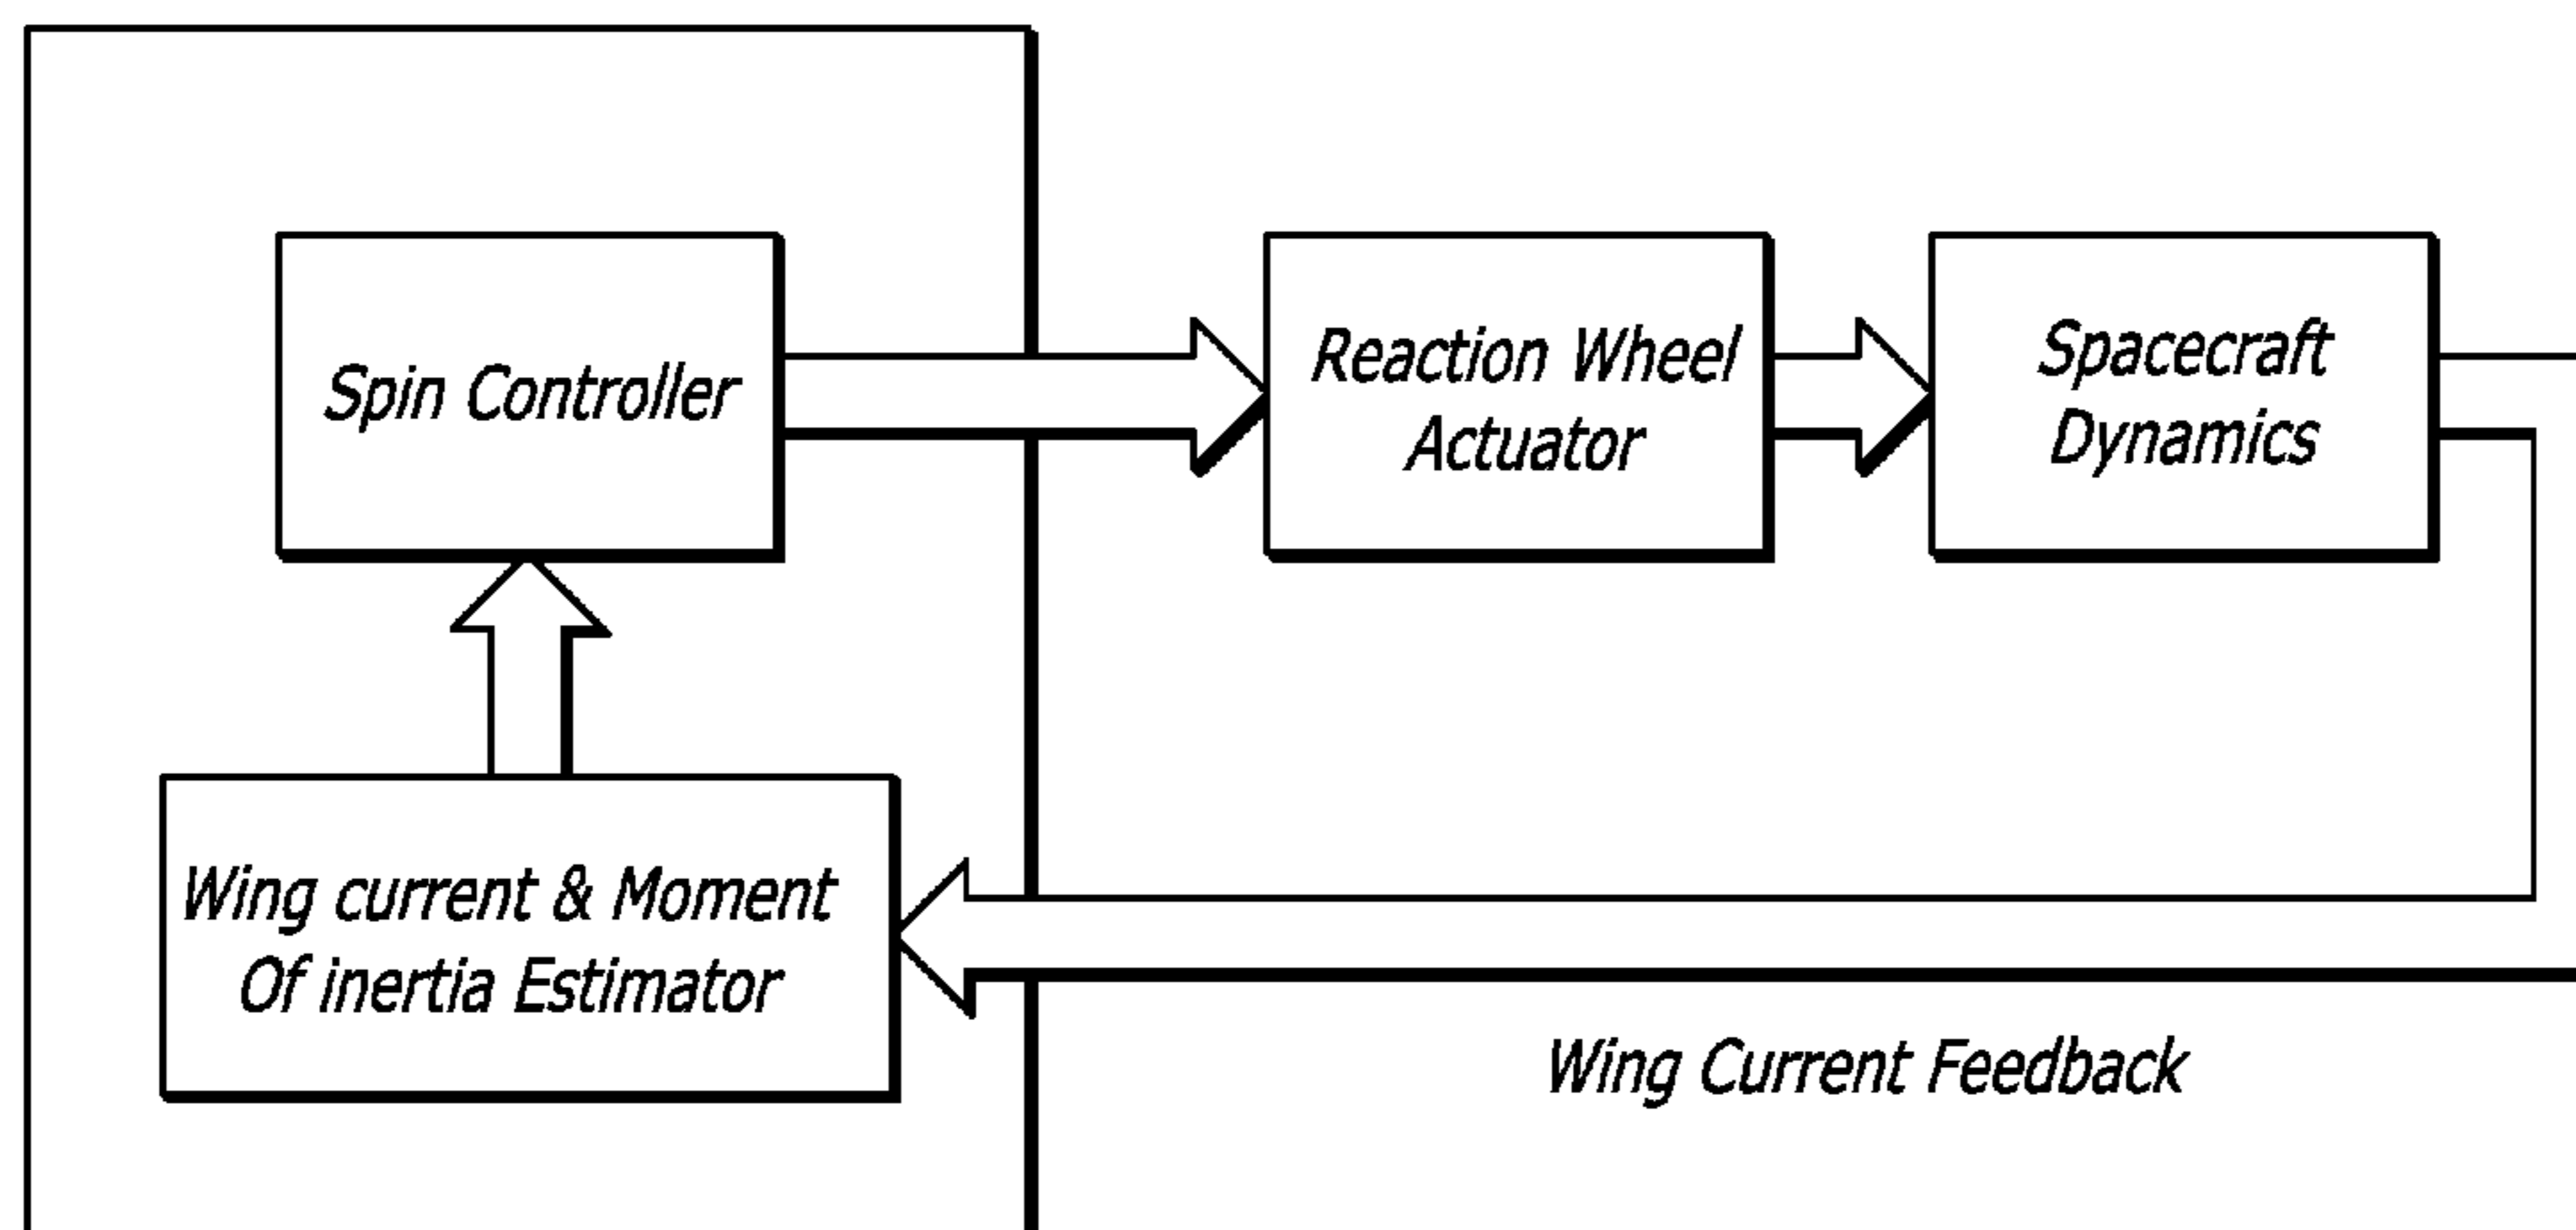 Spin Controller
Reaction Wheel
Actuator
Spacecraft
Dynamics
Wing current & Moment
Of inertia Estimator
Wing Current Feedback